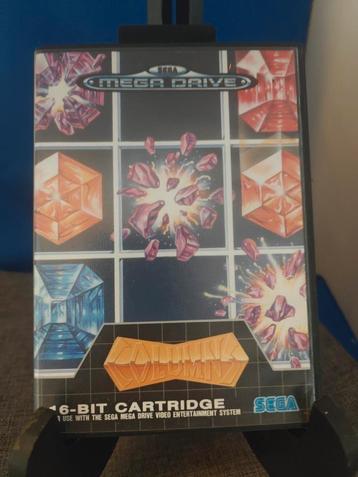 SEGA
MEGA DRIVE
COLUMNS
16-BIT CARTRIDGE
USE WITH THE SEGA MEGA DRIVE VIDEO ENTERTAINMENT SYSTEM
SEGA